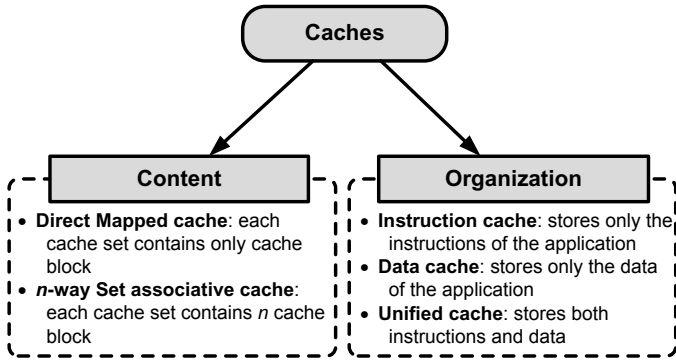 Caches
Content
• Direct Mapped cache: each
cache set contains only cache
block
• n-way Set associative cache:
each cache set contains n cache
block
Organization
• Instruction cache: stores only the
instructions of the application
• Data cache: stores only the data
of the application
• Unified cache: stores both
instructions and data